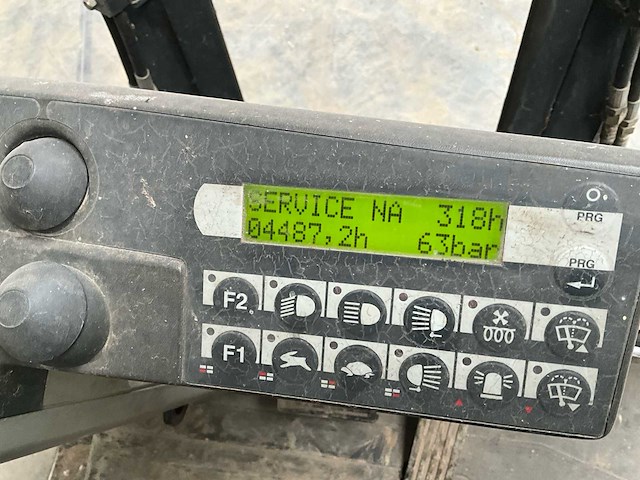 SERVICE NA 318h
04487,2h 63bar
PRG
PRG
F2
F1